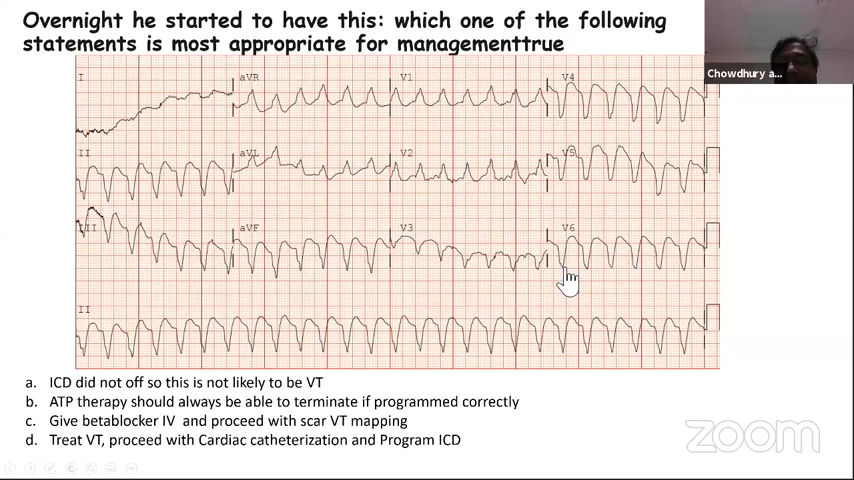 Overnight he started to have this: which one of the following
statements is most appropriate for managementtrue
Chowdhury a...
I aVR V1 V4
II aVL V2 V5
III aVF V3 V6
II
a. ICD did not off so this is not likely to be VT
b. ATP therapy should always be able to terminate if programmed correctly
c. Give betablocker IV and proceed with scar VT mapping
d. Treat VT, proceed with Cardiac catheterization and Program ICD
zoom